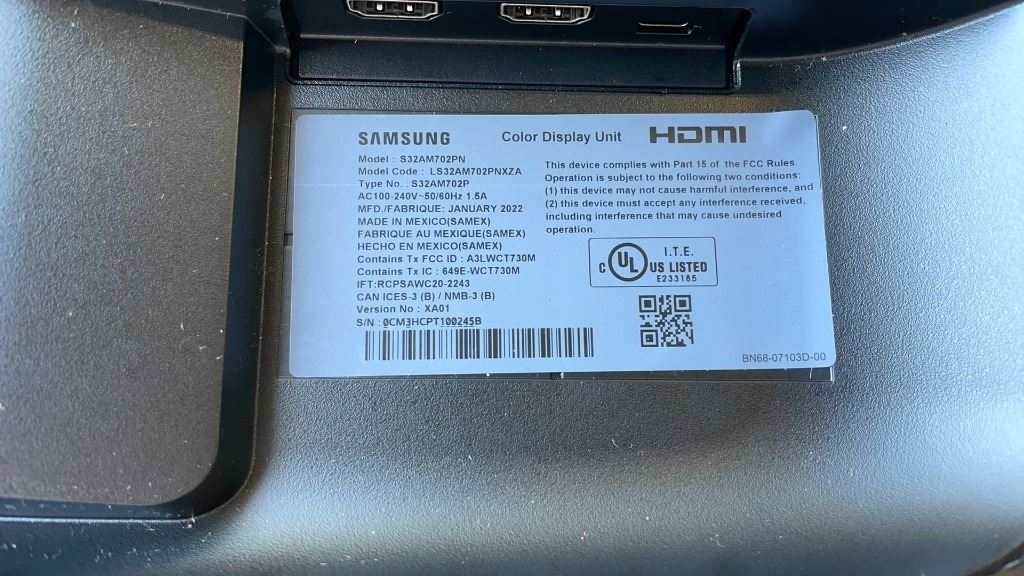 SAMSUNG
Color Display Unit
HDMI
Model : S32AM702PN
Model Code : LS32AM702PNXZA
Type No. : S32AM702P
AC100-240V~50/60Hz 1.5A
MFD./FABRIQUE: JANUARY 2022
MADE IN MEXICO(SAMEX)
FABRIQUE AU MEXIQUE(SAMEX)
HECHO EN MEXICO(SAMEX)
Contains Tx FCC ID : A3LWCT730M
Contains Tx IC : 649E-WCT730M
IFT:RCPSAWC20-2243
CAN ICES-3 (B) / NMB-3 (B)
Version No : XA01
S/N : 0CM3HCPT100245B
This device complies with Part 15 of the FCC Rules.
Operation is subject to the following two conditions:
(1) this device may not cause harmful interference, and
(2) this device must accept any interference received,
including interference that may cause undesired
operation.
I.T.E.
C UL US LISTED
E233185
BN68-07103D-00